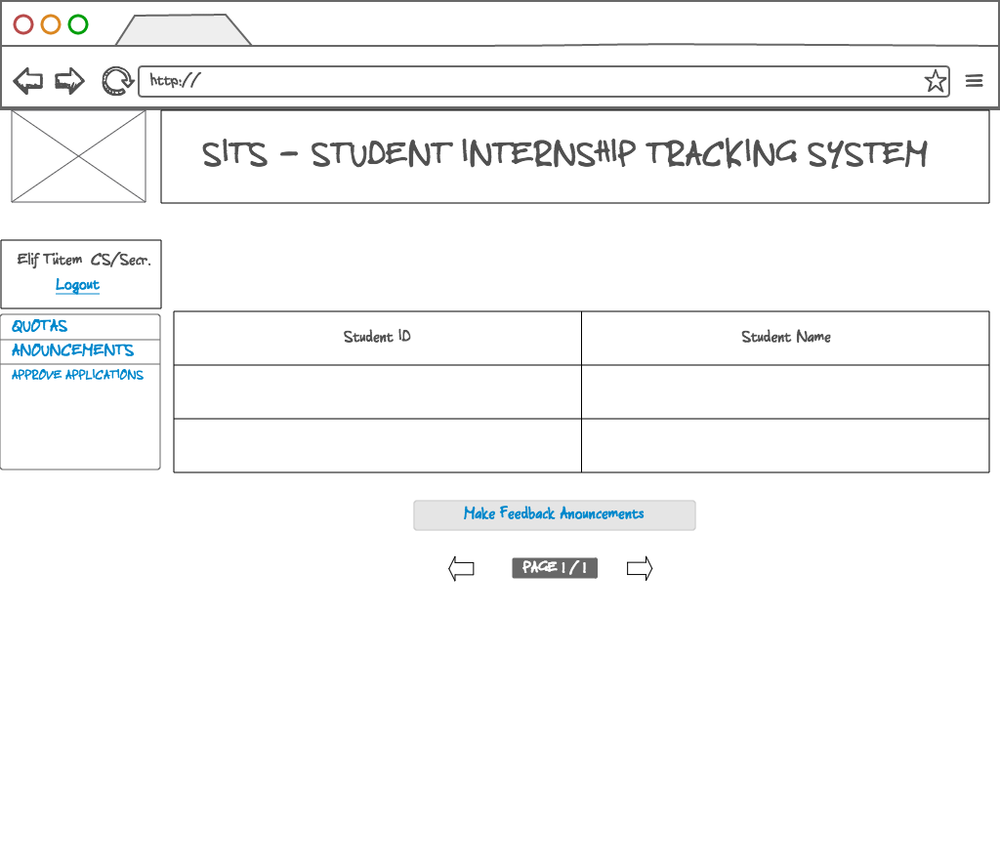 http://
SITS - STUDENT INTERNSHIP TRACKING SYSTEM
Elif Tütem CS/Secr.
Logout
QUOTAS
ANOUNCEMENTS
APPROVE APPLICATIONS
Student ID Student Name
Make Feedback Anouncements
PAGE 1 / 1